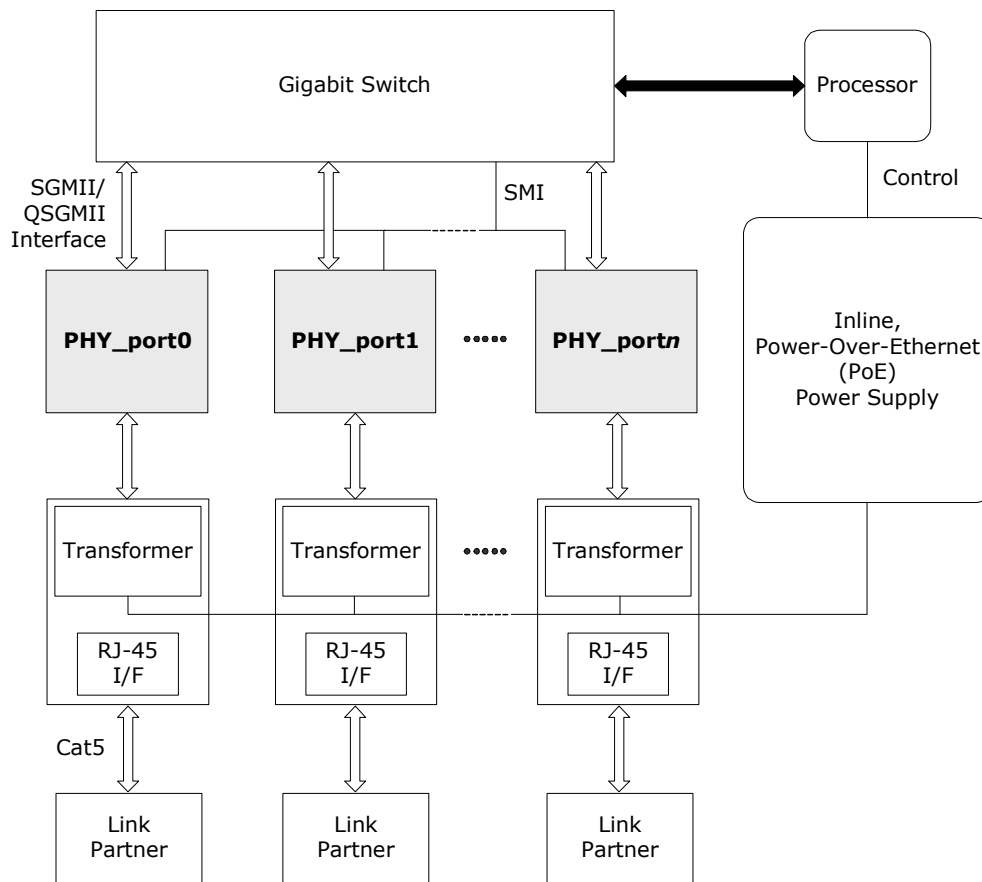 Gigabit Switch
Processor
SGMII/
QSGMII
Interface
SMI
Control
PHY_port0
PHY_port1
PHY_portn
Inline,
Power-Over-Ethernet
(PoE)
Power Supply
Transformer
Transformer
Transformer
RJ-45
I/F
RJ-45
I/F
RJ-45
I/F
Cat5
Link
Partner
Link
Partner
Link
Partner